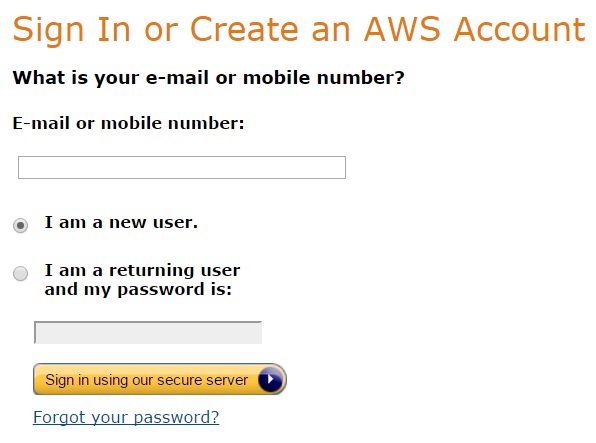 Sign In or Create an AWS Account
What is your e-mail or mobile number?
E-mail or mobile number:
I am a new user.
I am a returning user
and my password is:
Sign in using our secure server
Forgot your password?